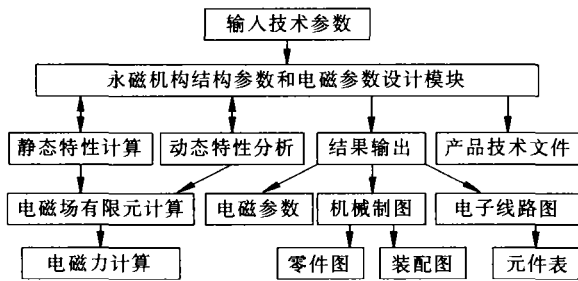 输入技术参数
永磁机构结构参数和电磁参数设计模块
静态特性计算
动态特性分析
结果输出
产品技术文件
电磁场有限元计算
电磁参数
机械制图
电子线路图
电磁力计算
零件图
装配图
元件表